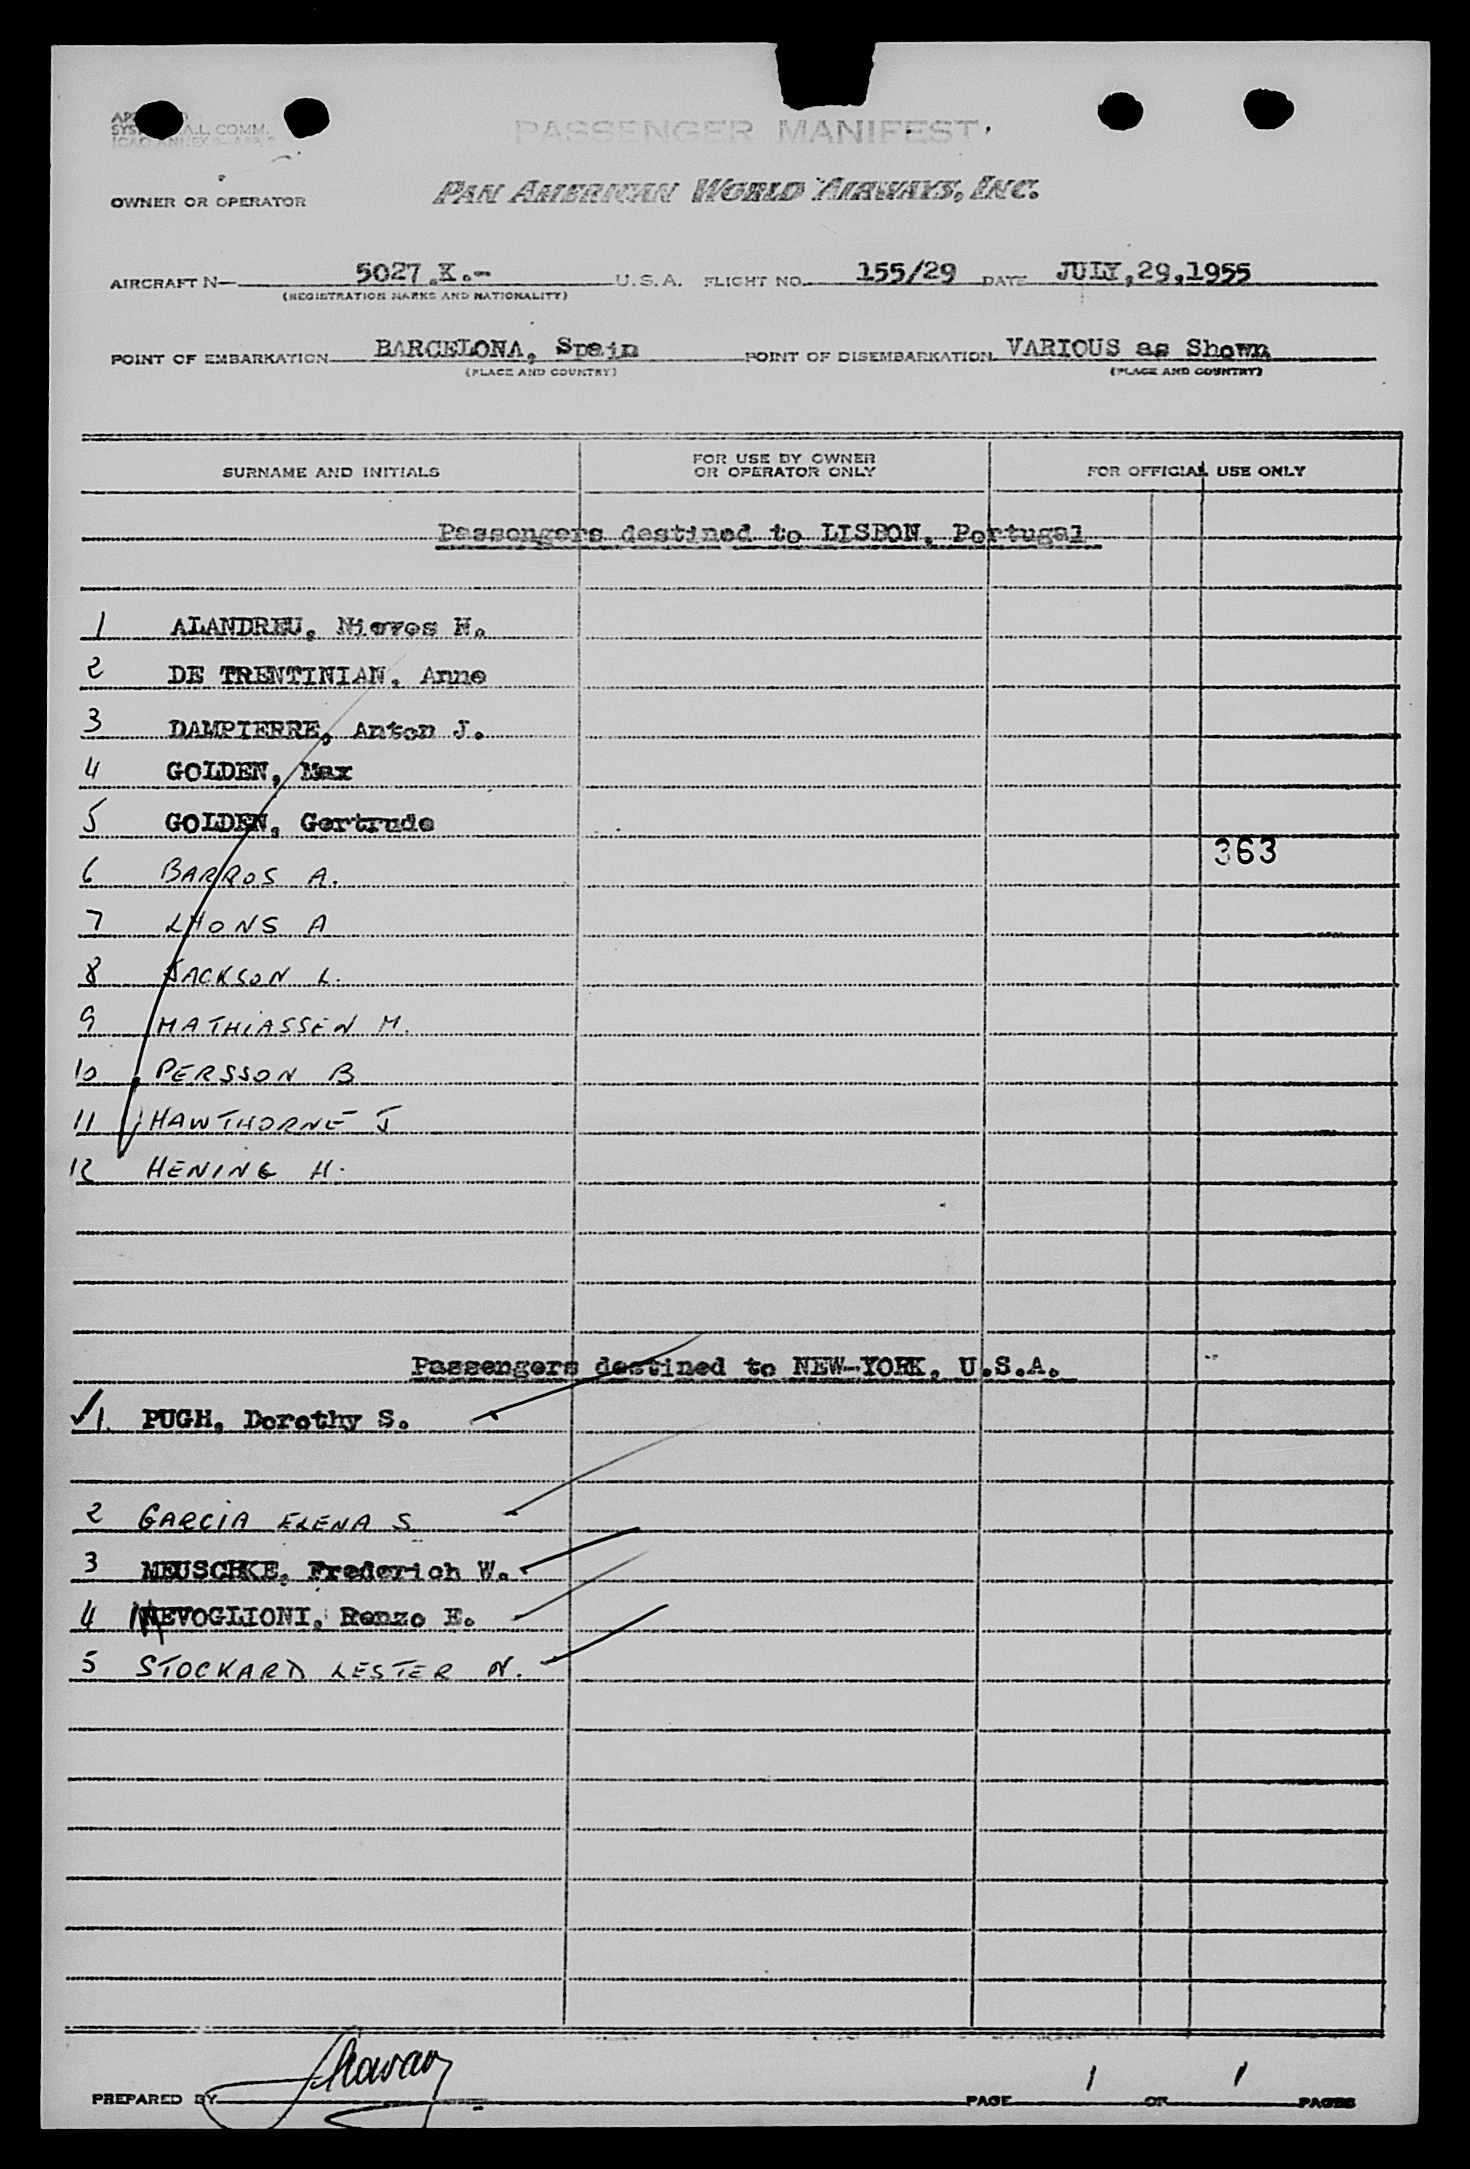 PASSENGER MANIFEST
A.L. COMM.
OWNER OR OPERATOR PAN AMERICAN WORLD AIRWAYS, INC.
AIRCRAFT N 5027.K.- U.S.A. FLIGHT NO. 155/29 DATE JULY,29,1955
(REGISTRATION MARKS AND NATIONALITY)
POINT OF EMBARKATION BARCELONA, Spain POINT OF DISEMBARKATION VARIOUS as Shown
(PLACE AND COUNTRY) (PLACE AND COUNTRY)
SURNAME AND INITIALS FOR USE BY OWNER OR OPERATOR ONLY FOR OFFICIAL USE ONLY
Passengers destined to LISBON, Portugal
1 ALANDREU, Nieves H.
2 DE TRENTINIAN, Anne
3 DAMPIERRE, Anton J.
4 GOLDEN, Max
5 GOLDEN, Gertrude
363
6 BARROS A.
7 LHONS A
8 JACKSON L.
9 MATHIASSEN M.
10 PERSSON B
11 HAWTHORNE J
12 HENING H.
Passengers destined to NEW-YORK, U.S.A.
1. PUGH, Dorothy S.
2 GARCIA ELENA S
3 MEUSCHKE, Frederich W.
4 NEVOGLIONI, Renzo E.
5 STOCKARD LESTER N.
PREPARED BY PAGE 1 OF 1 PAGES